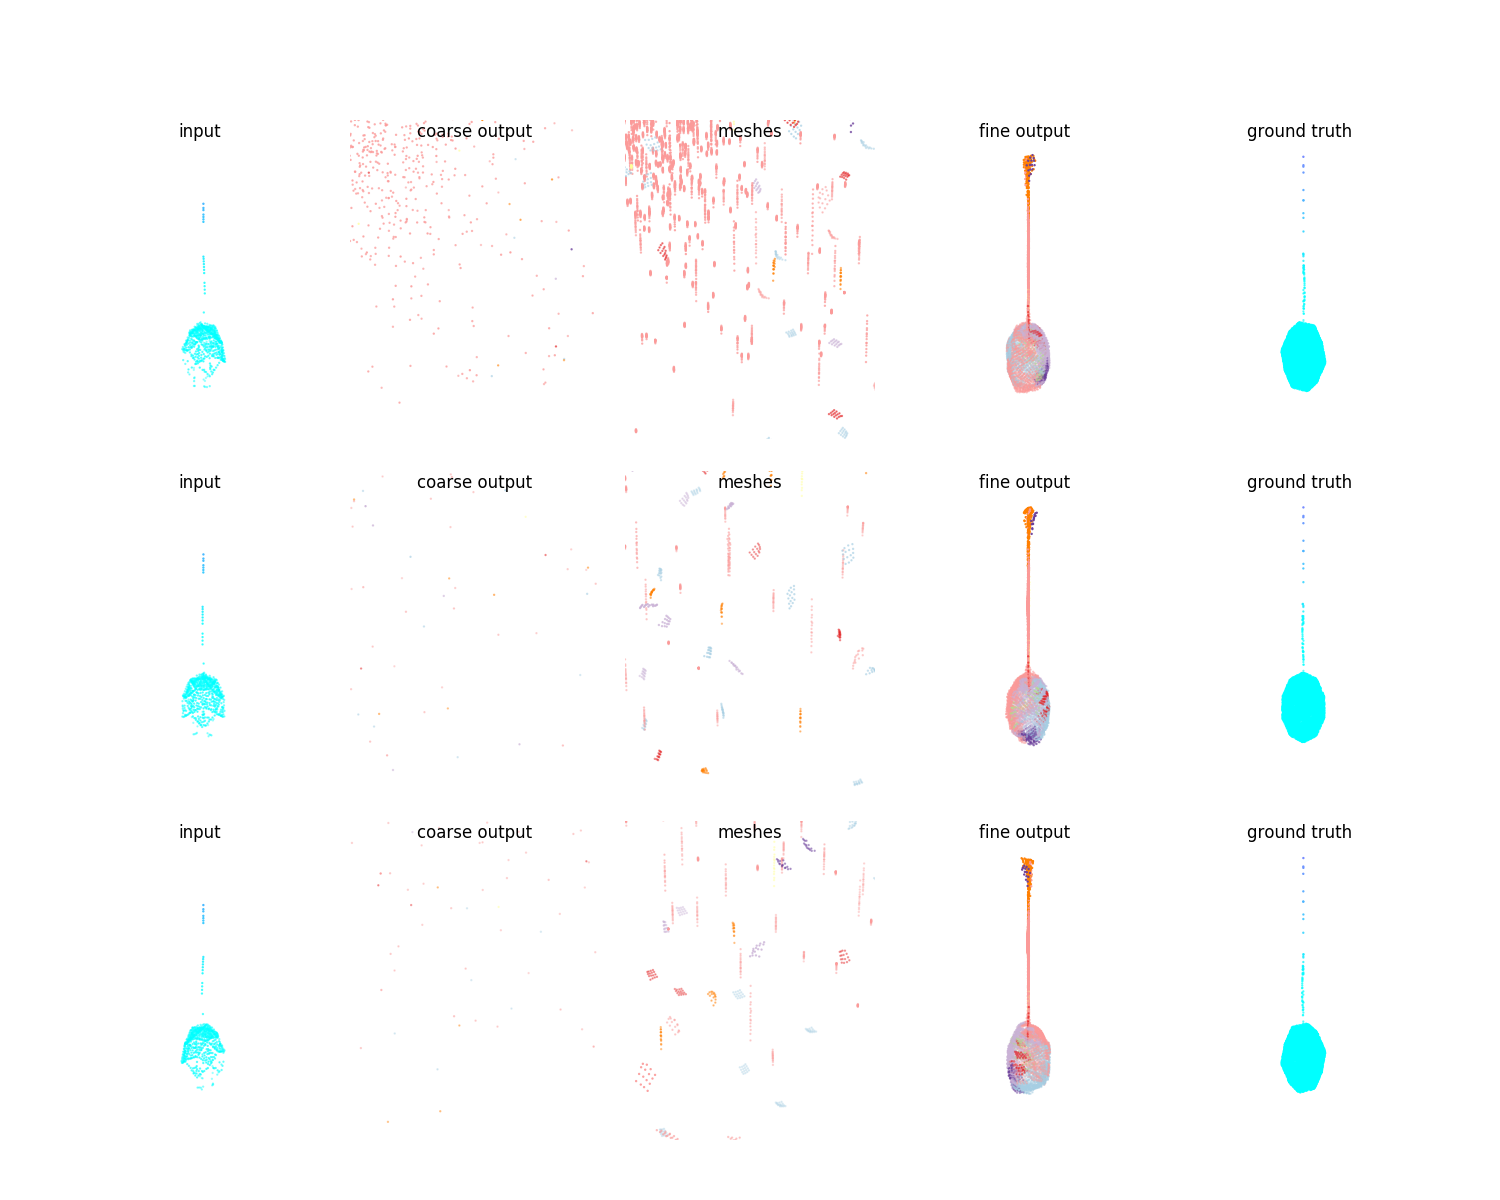 input
coarse output
meshes
fine output
ground truth
input
coarse output
meshes
fine output
ground truth
input
coarse output
meshes
fine output
ground truth